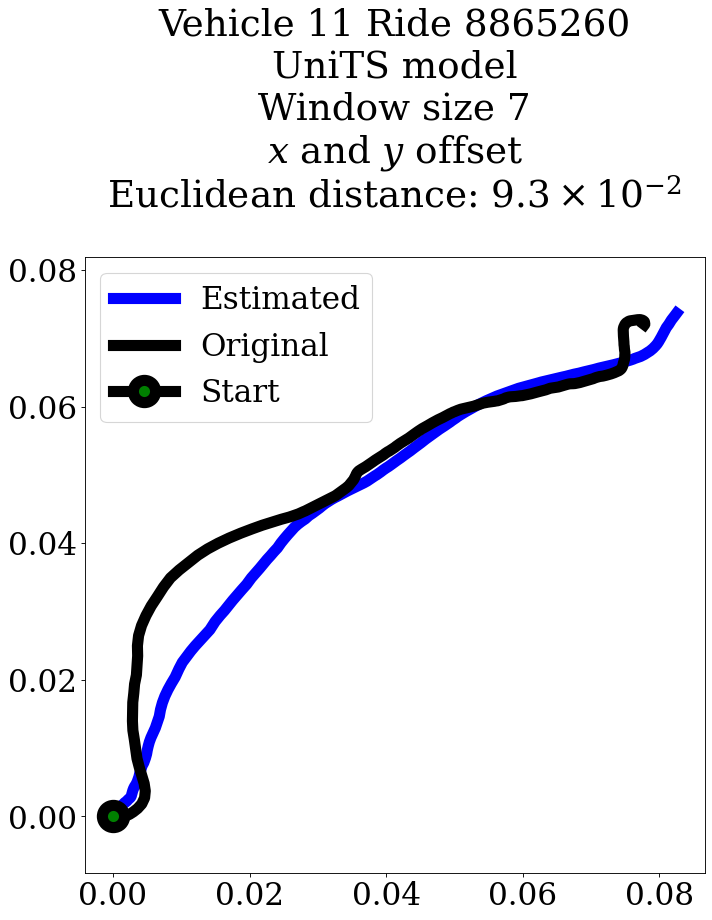 Vehicle 11 Ride 8865260
UniTS model
Window size 7
x and y offset
Euclidean distance: 9.3 × 10⁻²
0.08
0.06
0.04
0.02
0.00
Estimated
Original
Start
0.00 0.02 0.04 0.06 0.08